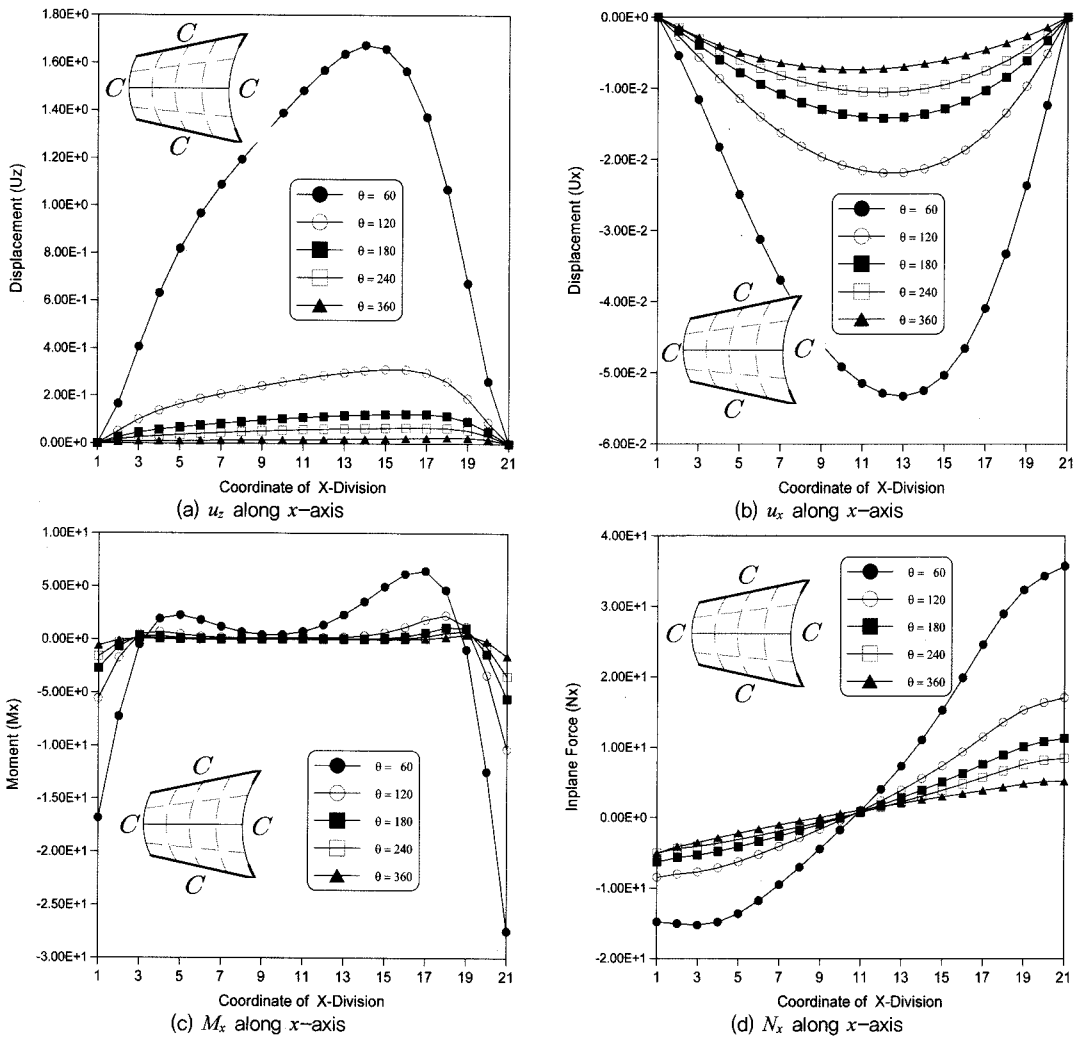 1.80E+0
1.60E+0
1.40E+0
1.20E+0
1.00E+0
8.00E-1
6.00E-1
4.00E-1
2.00E-1
0.00E+0
Displacement (Uz)
C
C
C
C
θ = 60
θ = 120
θ = 180
θ = 240
θ = 360
1 3 5 7 9 11 13 15 17 19 21
Coordinate of X-Division
(a) uz along x-axis
0.00E+0
-1.00E-2
-2.00E-2
-3.00E-2
-4.00E-2
-5.00E-2
-6.00E-2
Displacement (Ux)
θ = 60
θ = 120
θ = 180
θ = 240
θ = 360
C
C
C
C
1 3 5 7 9 11 13 15 17 19 21
Coordinate of X-Division
(b) ux along x-axis
1.00E+1
5.00E+0
0.00E+0
-5.00E+0
-1.00E+1
-1.50E+1
-2.00E+1
-2.50E+1
-3.00E+1
Moment (Mx)
C
C
C
C
θ = 60
θ = 120
θ = 180
θ = 240
θ = 360
1 3 5 7 9 11 13 15 17 19 21
Coordinate of X-Division
(c) Mx along x-axis
4.00E+1
3.00E+1
2.00E+1
1.00E+1
0.00E+0
-1.00E+1
-2.00E+1
Inplane Force (Nx)
C
C
C
C
θ = 60
θ = 120
θ = 180
θ = 240
θ = 360
1 3 5 7 9 11 13 15 17 19 21
Coordinate of X-Division
(d) Nx along x-axis